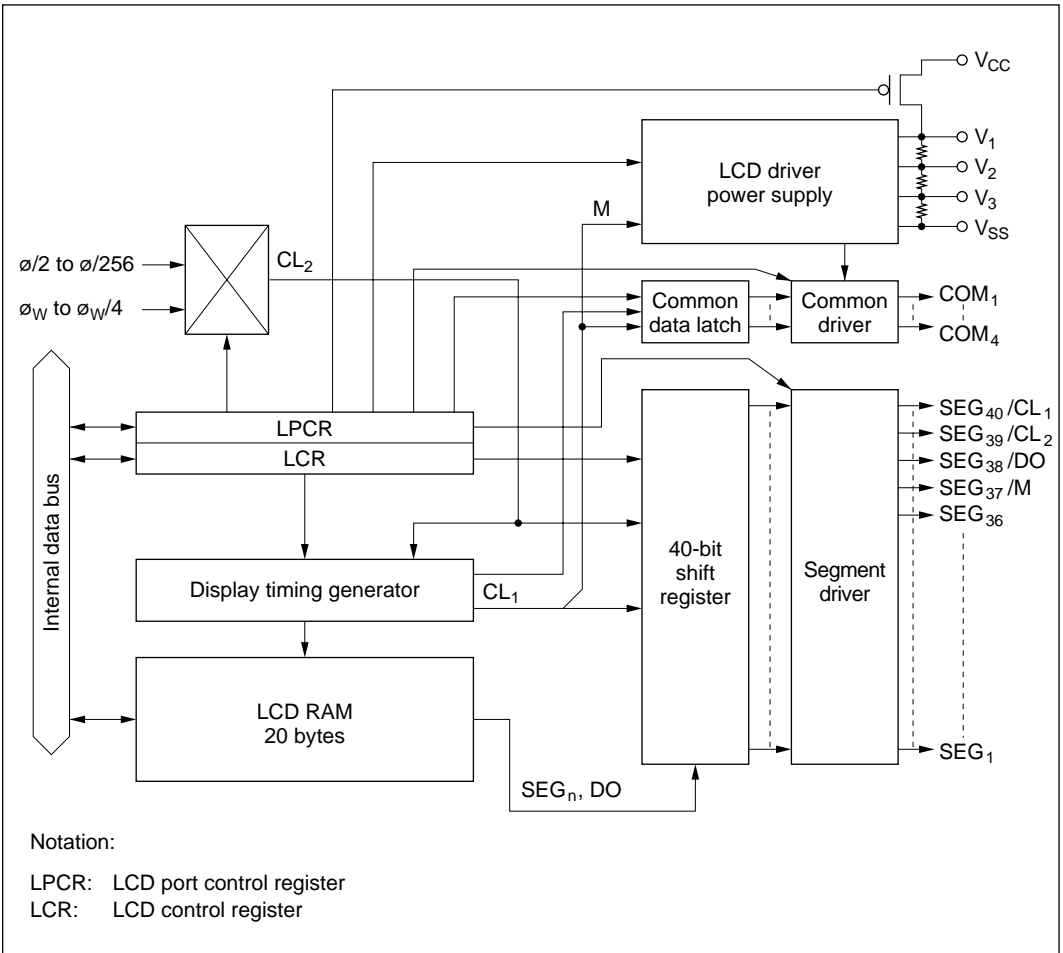 V_CC
V_1
LCD driver
power supply
V_2
V_3
V_SS
M
CL_2
ø/2 to ø/256
ø_W to ø_W/4
Common
data latch
Common
driver
COM_1
COM_4
Internal data bus
LPCR
LCR
SEG_40/CL_1
SEG_39/CL_2
SEG_38/DO
SEG_37/M
SEG_36
40-bit
shift
register
Segment
driver
Display timing generator
CL_1
LCD RAM
20 bytes
SEG_1
SEG_n, DO
Notation:
LPCR: LCD port control register
LCR: LCD control register